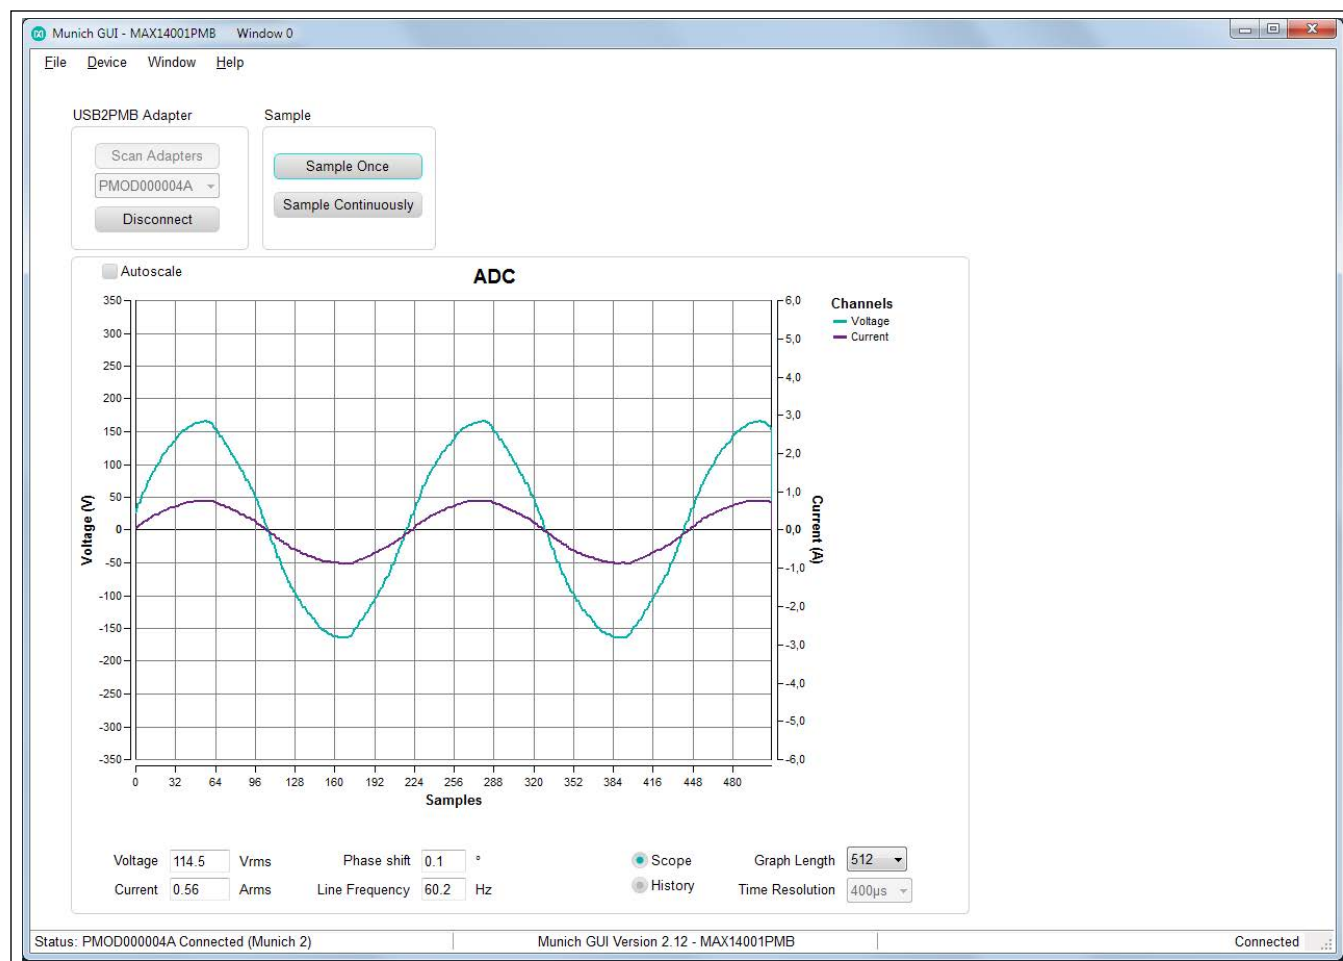 Munich GUI - MAX14001PMB Window 0
File Device Window Help
USB2PMB Adapter
Scan Adapters
PMOD000004A
Disconnect
Sample
Sample Once
Sample Continuously
Autoscale
ADC
350
300
250
200
150
100
50
0
-50
-100
-150
-200
-250
-300
-350
Voltage (V)
6,0
5,0
4,0
3,0
2,0
1,0
0,0
-1,0
-2,0
-3,0
-4,0
-5,0
-6,0
Current (A)
Channels
Voltage
Current
0 32 64 96 128 160 192 224 256 288 320 352 384 416 448 480
Samples
Voltage 114.5 Vrms
Current 0.56 Arms
Phase shift 0.1 °
Line Frequency 60.2 Hz
Scope
History
Graph Length 512
Time Resolution 400µs
Status: PMOD000004A Connected (Munich 2)
Munich GUI Version 2.12 - MAX14001PMB
Connected